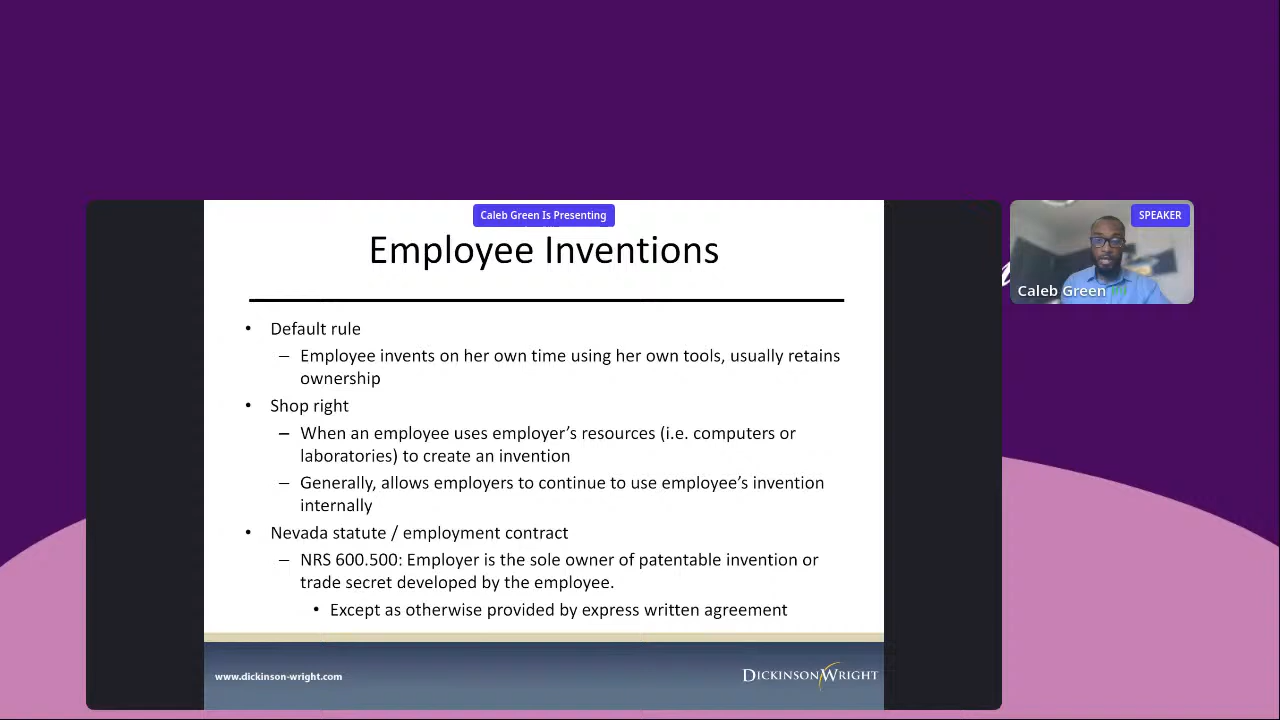 Caleb Green Is Presenting
SPEAKER
Caleb Green
Employee Inventions
• Default rule
– Employee invents on her own time using her own tools, usually retains
ownership
• Shop right
– When an employee uses employer’s resources (i.e. computers or
laboratories) to create an invention
– Generally, allows employers to continue to use employee’s invention
internally
• Nevada statute / employment contract
– NRS 600.500: Employer is the sole owner of patentable invention or
trade secret developed by the employee.
• Except as otherwise provided by express written agreement
www.dickinson-wright.com
DICKINSON WRIGHT